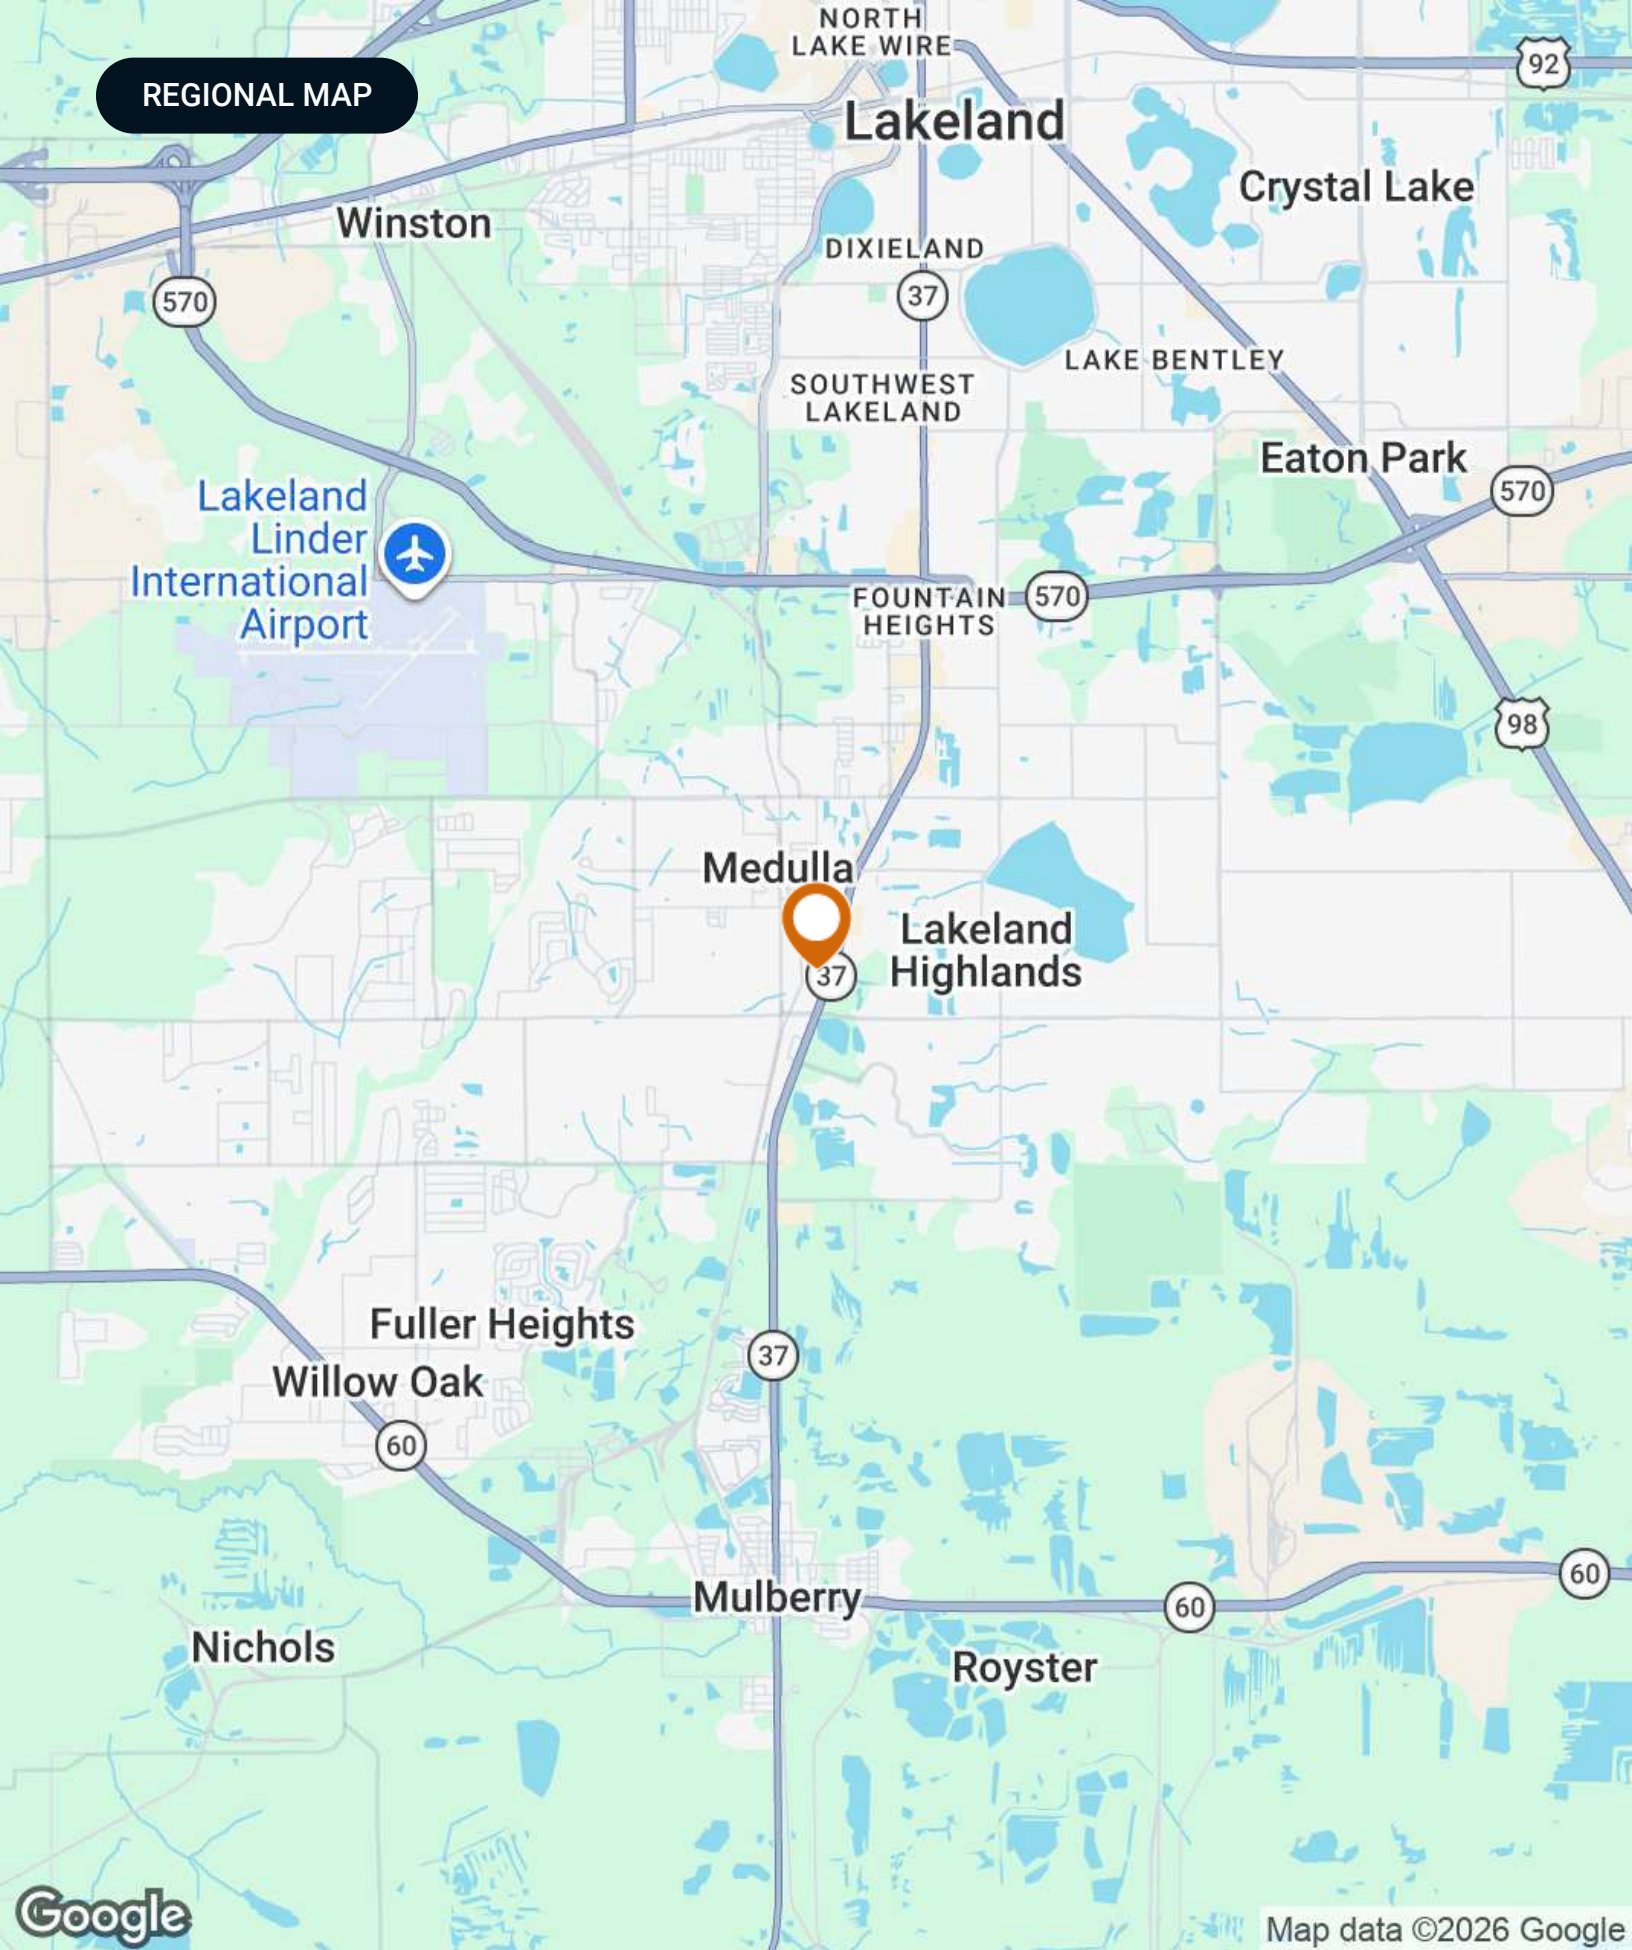 NORTH
LAKE WIRE
92
REGIONAL MAP
Lakeland
Crystal Lake
Winston
DIXIELAND
570
37
LAKE BENTLEY
SOUTHWEST
LAKELAND
Eaton Park
570
Lakeland
Linder
International
Airport
FOUNTAIN
HEIGHTS
570
98
Medulla
Lakeland
Highlands
37
Fuller Heights
37
Willow Oak
60
60
Mulberry
60
Nichols
Royster
Google
Map data ©2026 Google